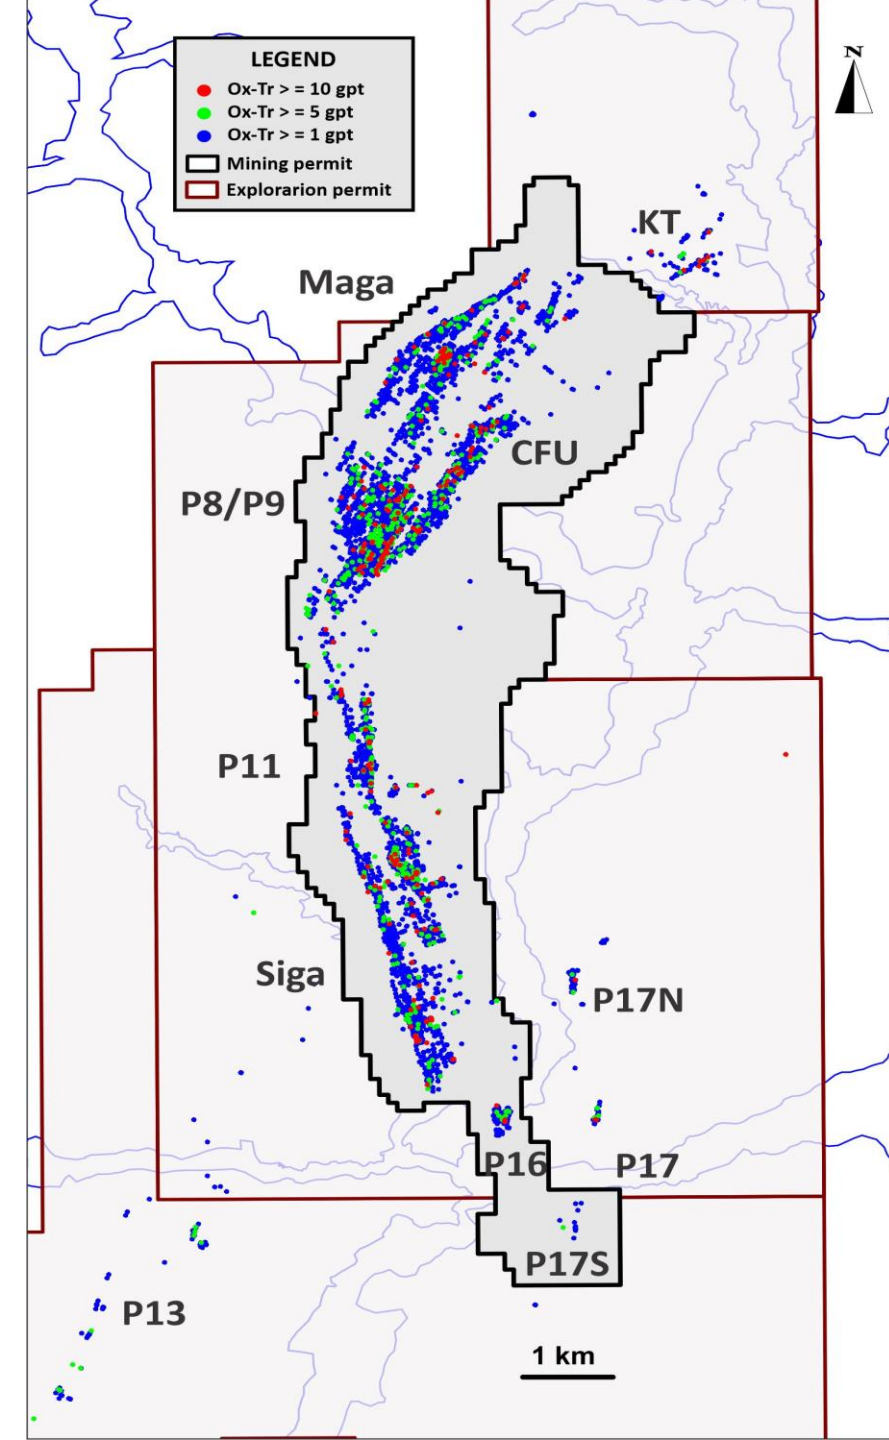 LEGEND
Ox-Tr > = 10 gpt
Ox-Tr > = 5 gpt
Ox-Tr > = 1 gpt
Mining permit
Explorarion permit
N
KT
Maga
CFU
P8/P9
P11
Siga
P17N
P16
P17
P17S
P13
1 km